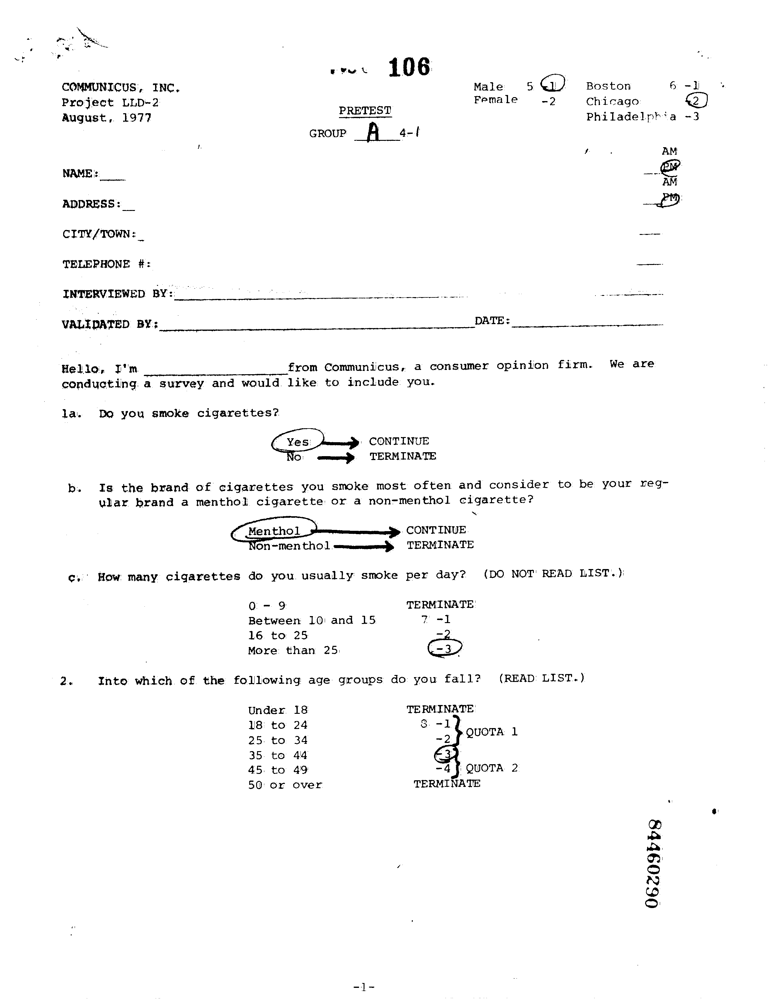 106
COMMUNICUS, INC.
Project LLD-2
August, 1977
PRETEST
GROUP A 4-1
Male 5 -1 Boston 6 -1
Female -2 Chicago -2
Philadelphia -3
AM
NAME: PM
AM
ADDRESS: PM
CITY/TOWN:
TELEPHONE #:
INTERVIEWED BY:
VALIDATED BY: DATE:
Hello, I'm from Communicus, a consumer opinion firm. We are
conducting a survey and would like to include you.
1a. Do you smoke cigarettes?
Yes CONTINUE
No TERMINATE
b. Is the brand of cigarettes you smoke most often and consider to be your reg-
ular brand a menthol cigarette or a non-menthol cigarette?
Menthol CONTINUE
Non-menthol TERMINATE
c. How many cigarettes do you usually smoke per day? (DO NOT READ LIST.)
0 - 9 TERMINATE
Between 10 and 15 7 -1
16 to 25 -2
More than 25 -3
2. Into which of the following age groups do you fall? (READ LIST.)
Under 18 TERMINATE
18 to 24 8 -1
25 to 34 -2 QUOTA 1
35 to 44 -3
45 to 49 -4 QUOTA 2
50 or over TERMINATE
84460290
-1-